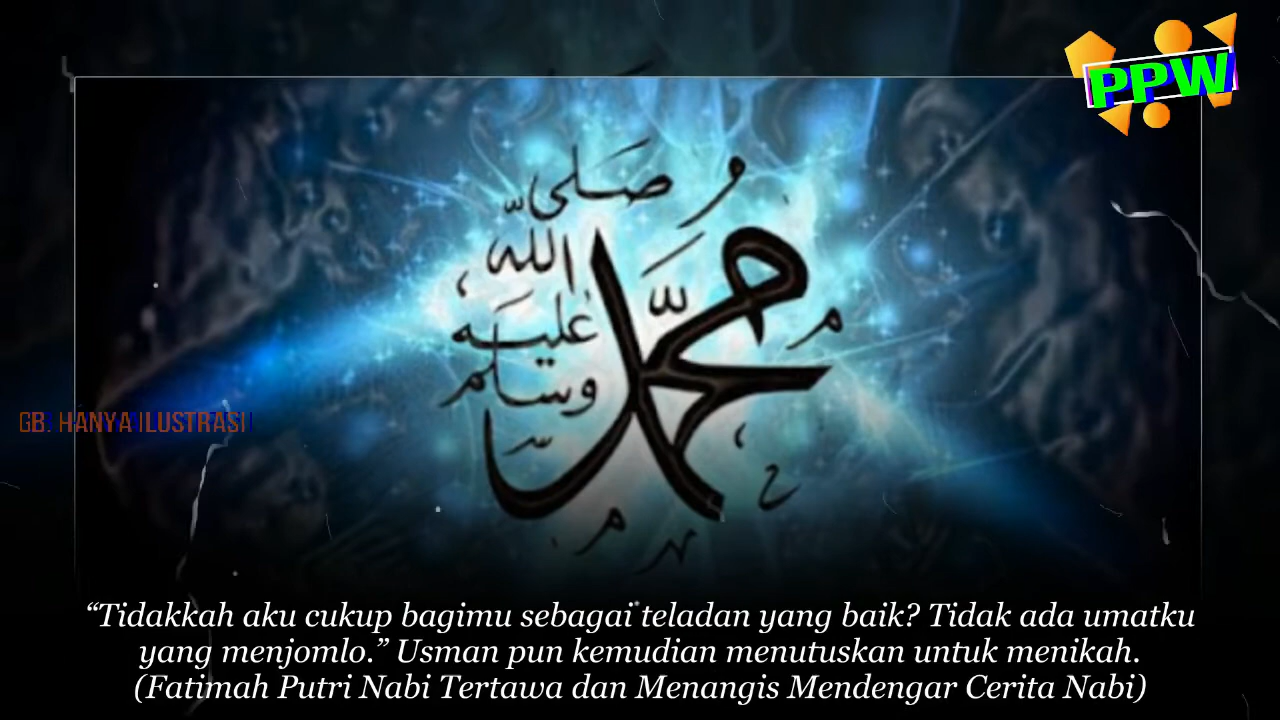 PPW
محمد
صلى
الله
عليه
وسلم
GB. HANYA ILUSTRASI
“Tidakkah aku cukup bagimu sebagai teladan yang baik? Tidak ada umatku
yang menjomlo.” Usman pun kemudian menutuskan untuk menikah.
(Fatimah Putri Nabi Tertawa dan Menangis Mendengar Cerita Nabi)